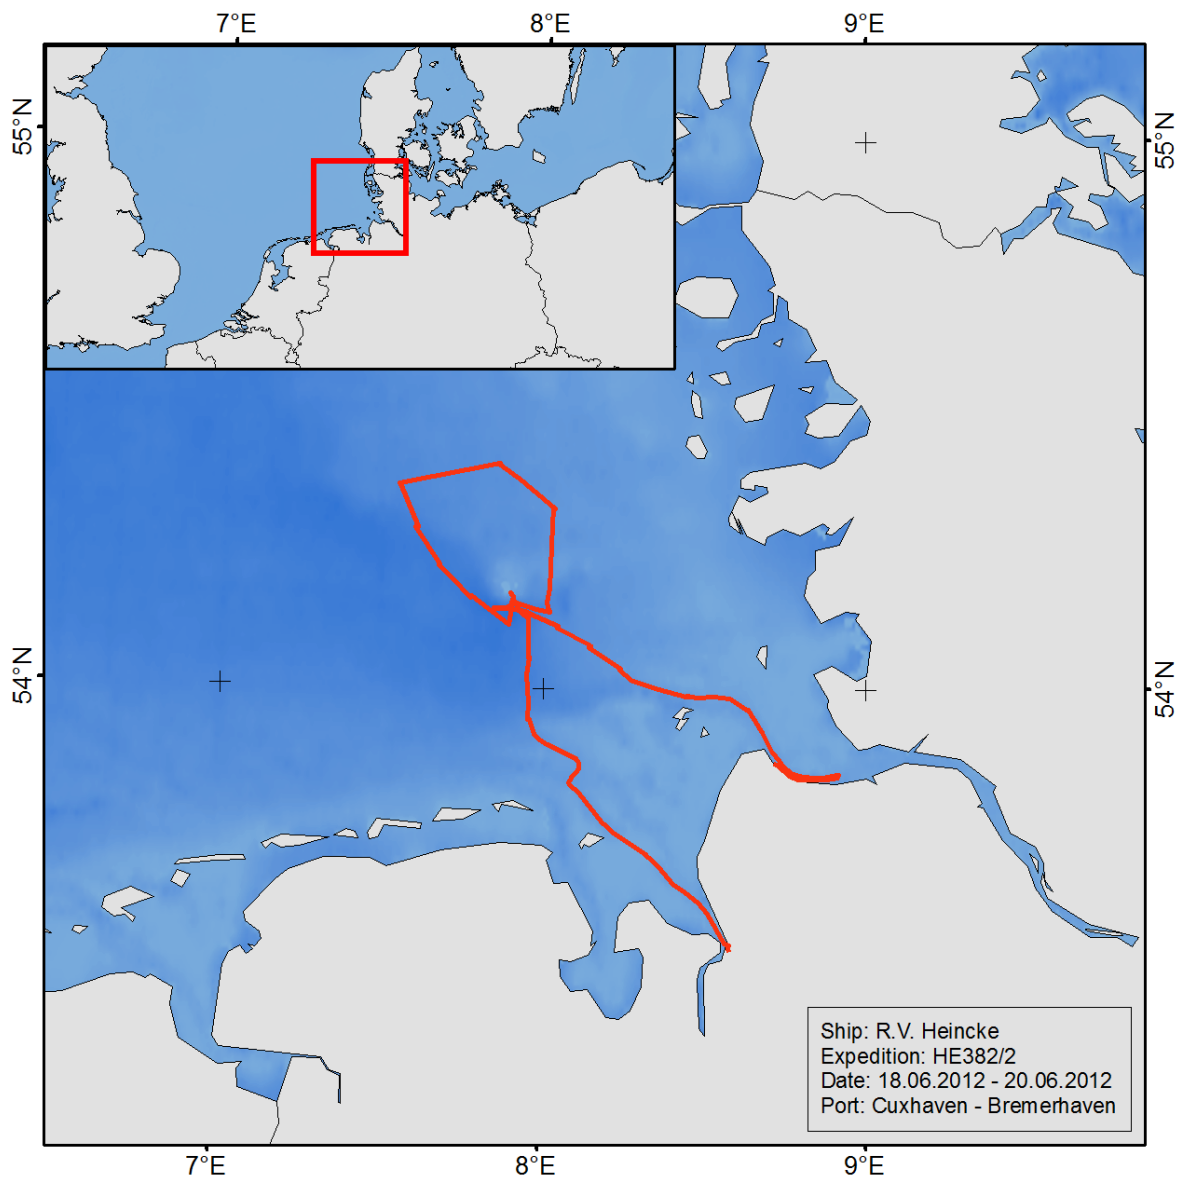 7°E 8°E 9°E
55°N 55°N
54°N 54°N
Ship: R.V. Heincke
Expedition: HE382/2
Date: 18.06.2012 - 20.06.2012
Port: Cuxhaven - Bremerhaven
7°E 8°E 9°E